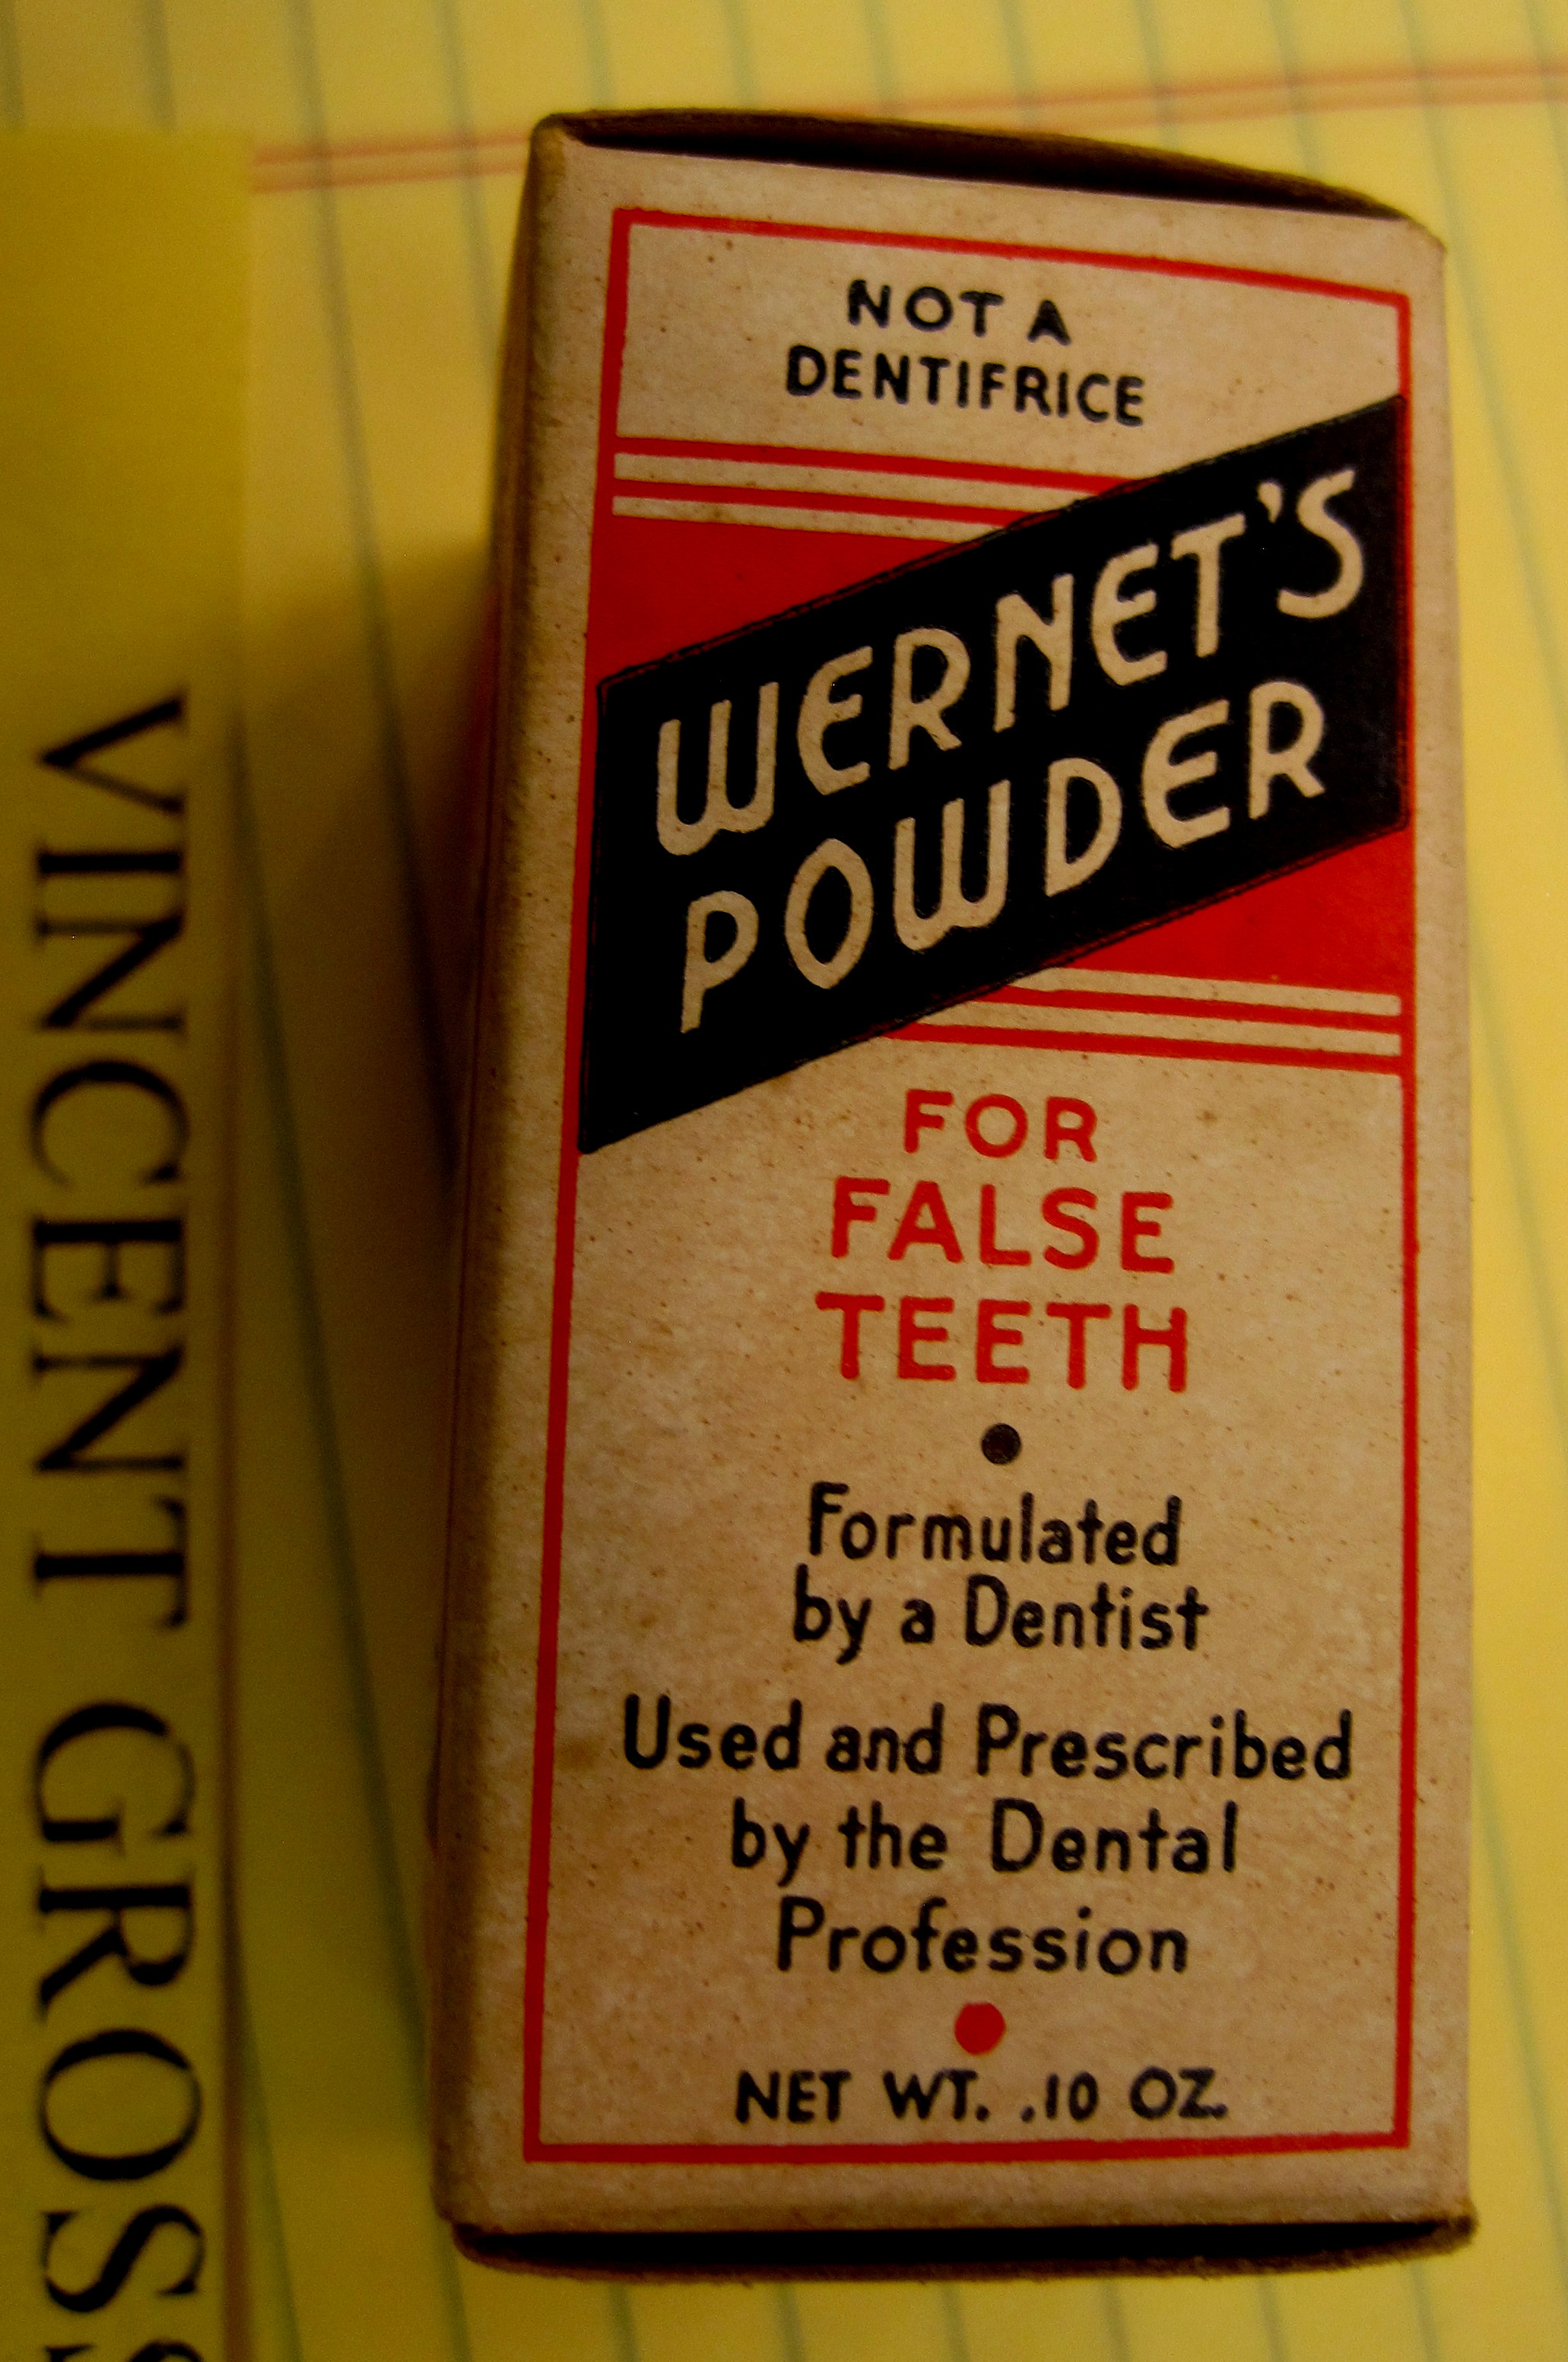 NOT A
DENTIFRICE
WERNET'S
POWDER
FOR
FALSE
TEETH
Formulated
by a Dentist
Used and Prescribed
by the Dental
Profession
NET WT. .10 OZ.
VINCENT GROSS